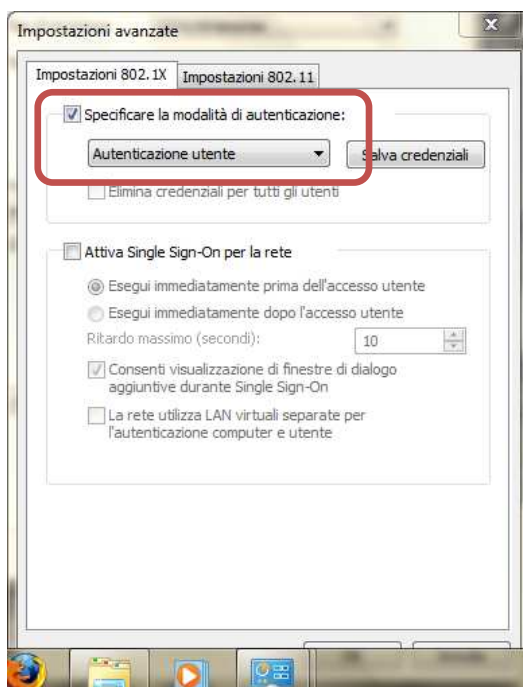 Impostazioni avanzate
Impostazioni 802.1X
Impostazioni 802.11
Specificare la modalità di autenticazione:
Autenticazione utente
Salva credenziali
Elimina credenziali per tutti gli utenti
Attiva Single Sign-On per la rete
Esegui immediatamente prima dell'accesso utente
Esegui immediatamente dopo l'accesso utente
Ritardo massimo (secondi):
10
Consenti visualizzazione di finestre di dialogo
aggiuntive durante Single Sign-On
La rete utilizza LAN virtuali separate per
l'autenticazione computer e utente